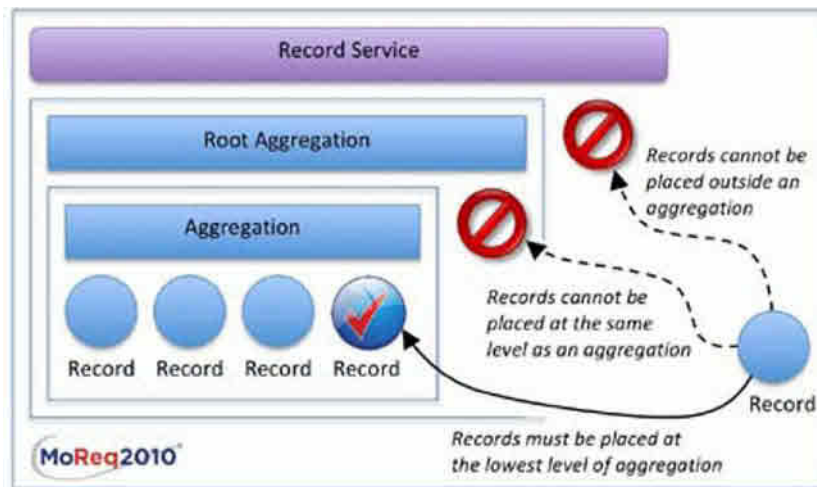 Record Service
Root Aggregation
Records cannot be
placed outside an
aggregation
Aggregation
Records cannot be
placed at the same
level as an aggregation
Record Record Record Record
Record
Records must be placed at
the lowest level of aggregation
MoReq2010®